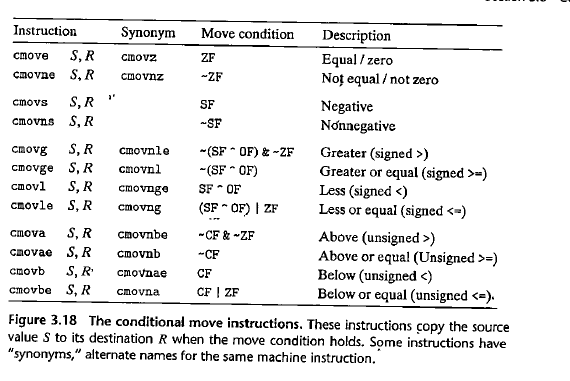 Instruction Synonym Move condition Description
cmove S, R cmovz ZF Equal / zero
cmovne S, R cmovnz ~ZF Not equal / not zero
cmovs S, R SF Negative
cmovns S, R ~SF Nonnegative
cmovg S, R cmovnle ~(SF ^ OF) & ~ZF Greater (signed >)
cmovge S, R cmovnl ~(SF ^ OF) Greater or equal (signed >=)
cmovl S, R cmovnge SF ^ OF Less (signed <)
cmovle S, R cmovng (SF ^ OF) | ZF Less or equal (signed <=)
cmova S, R cmovnbe ~CF & ~ZF Above (unsigned >)
cmovae S, R cmovnb ~CF Above or equal (Unsigned >=)
cmovb S, R cmovnae CF Below (unsigned <)
cmovbe S, R cmovna CF | ZF Below or equal (unsigned <=).
Figure 3.18 The conditional move instructions. These instructions copy the source
value S to its destination R when the move condition holds. Some instructions have
"synonyms," alternate names for the same machine instruction.